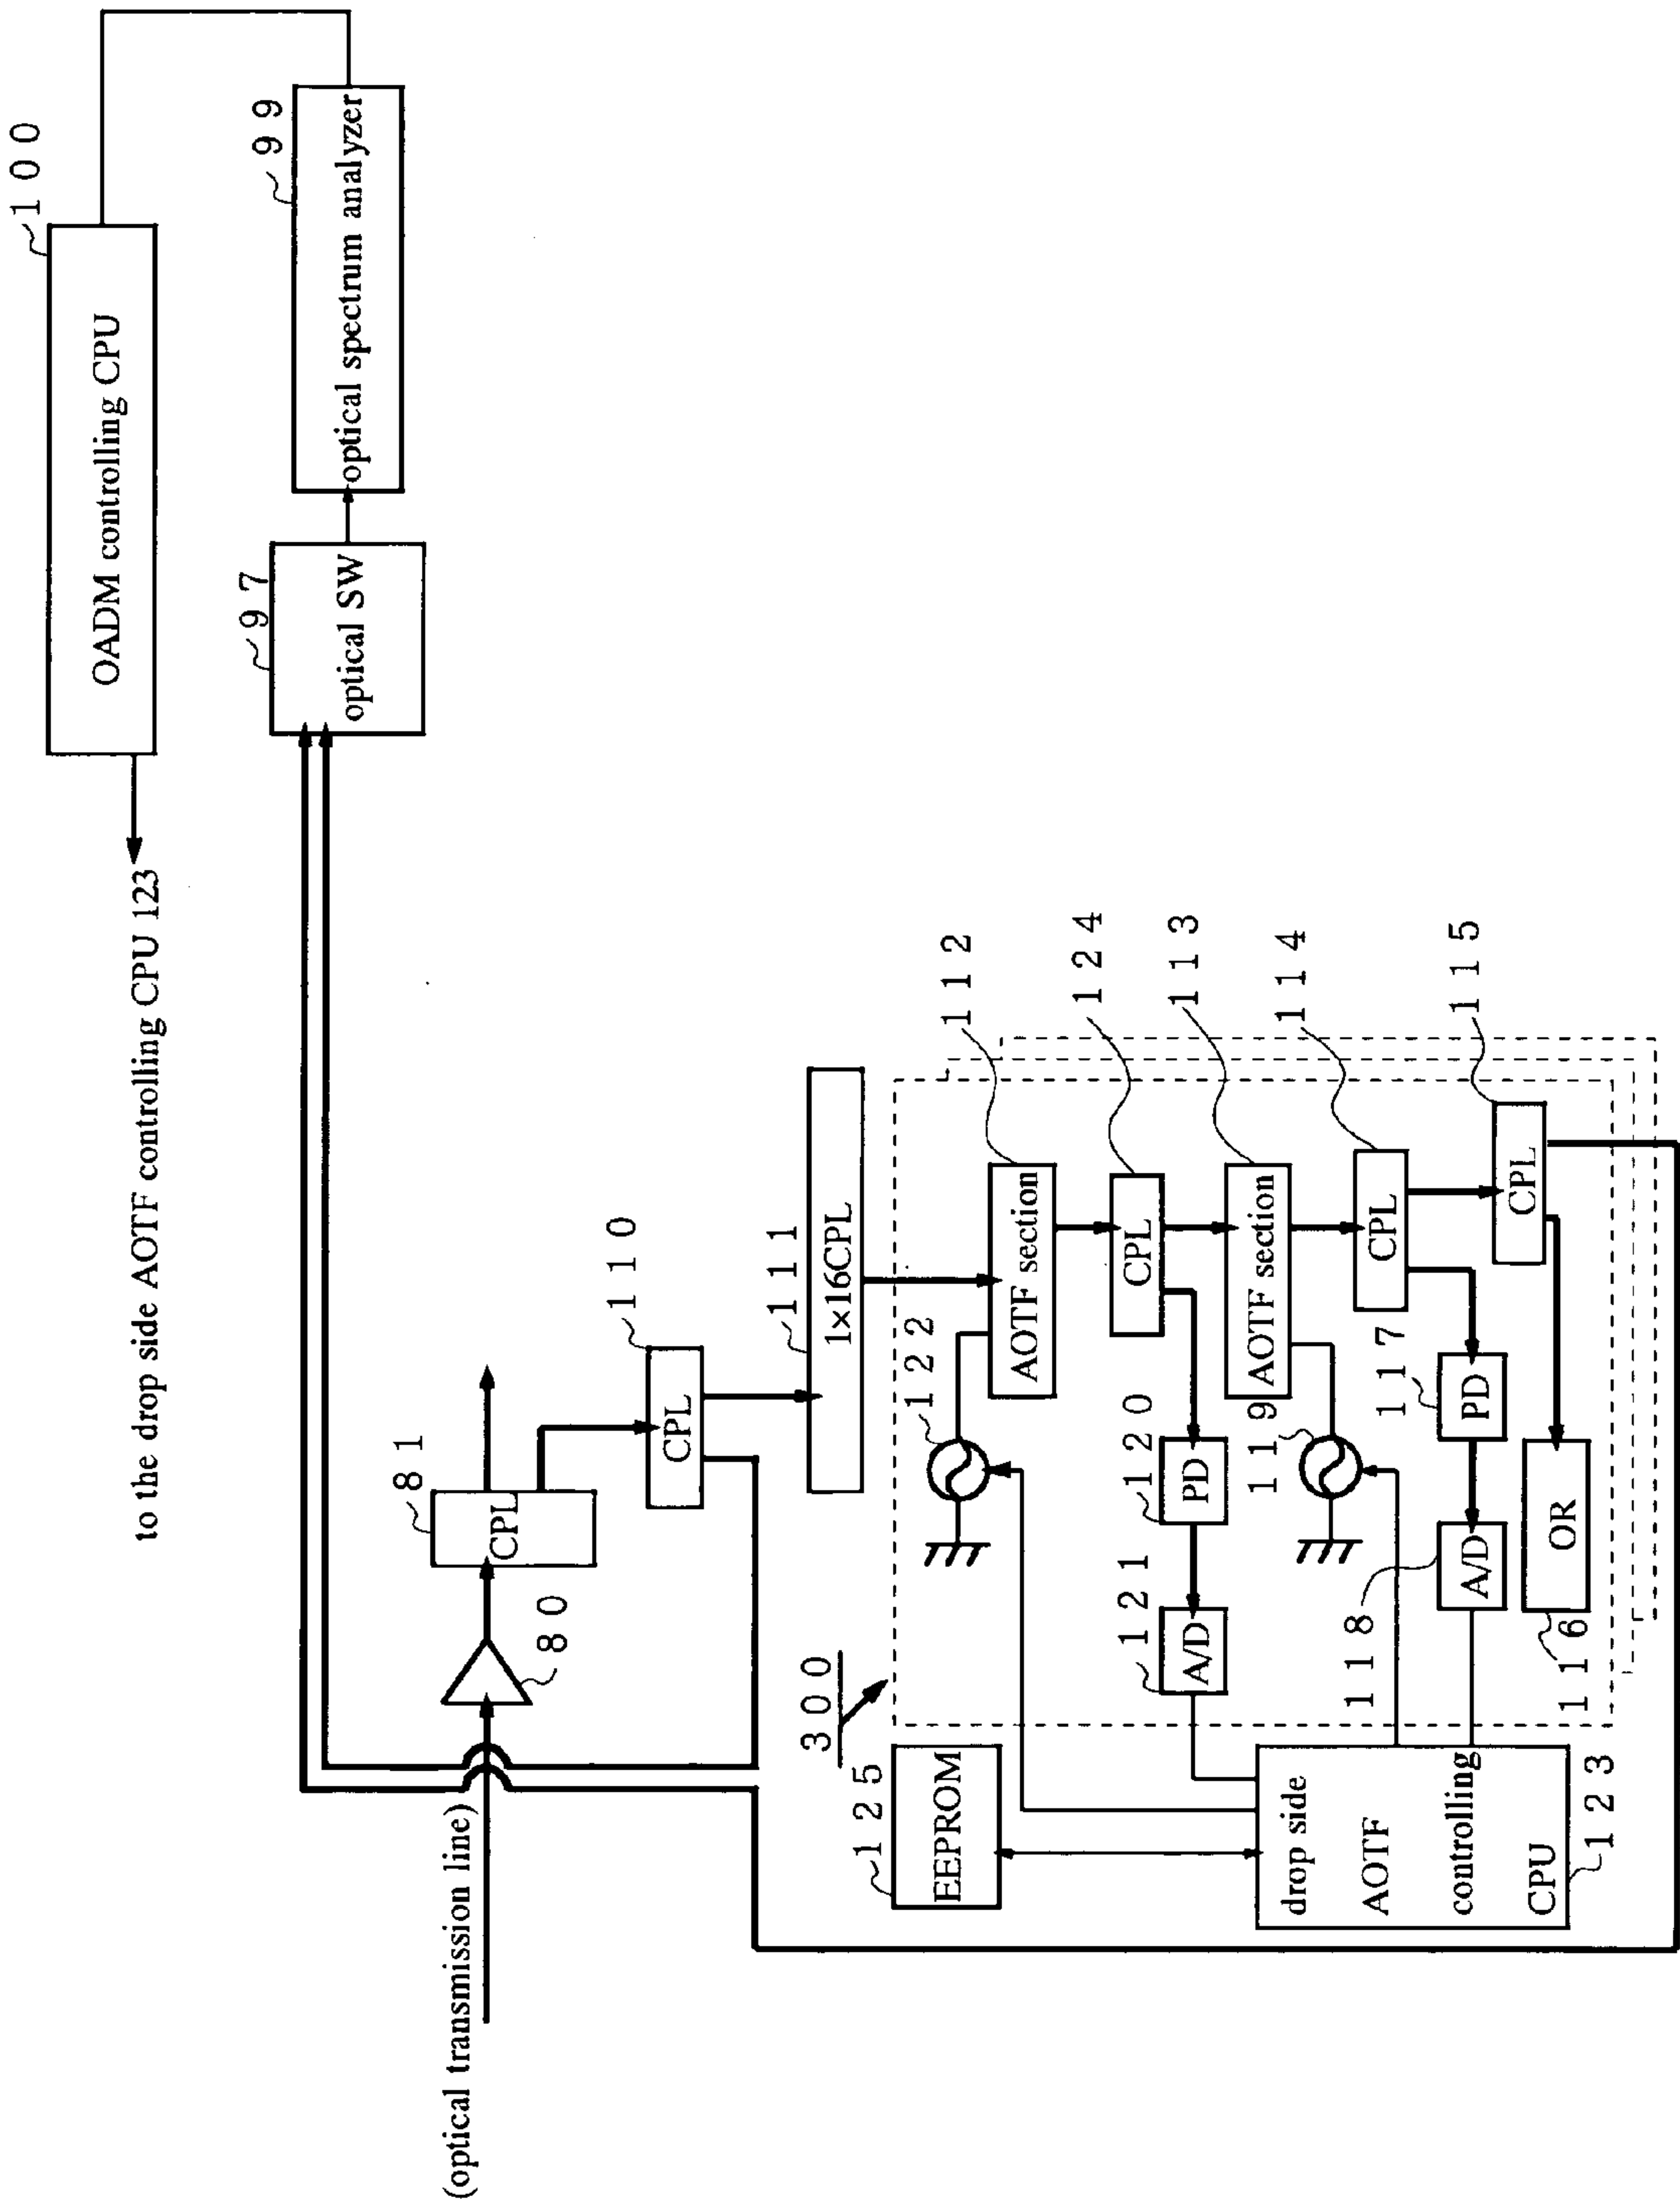 100
OADM controlling CPU
to the drop side AOTF controlling CPU 123
99
optical spectrum analyzer
97
optical SW
(optical transmission line)
80
81
CPL
110
CPL
111
1×16CPL
300
125
EEPROM
122
112
AOTF section
124
CPL
120
PD
121
A/D
113
AOTF section
119
114
CPL
117
PD
118
A/D
115
CPL
116
OR
drop side
AOTF
controlling
CPU
123